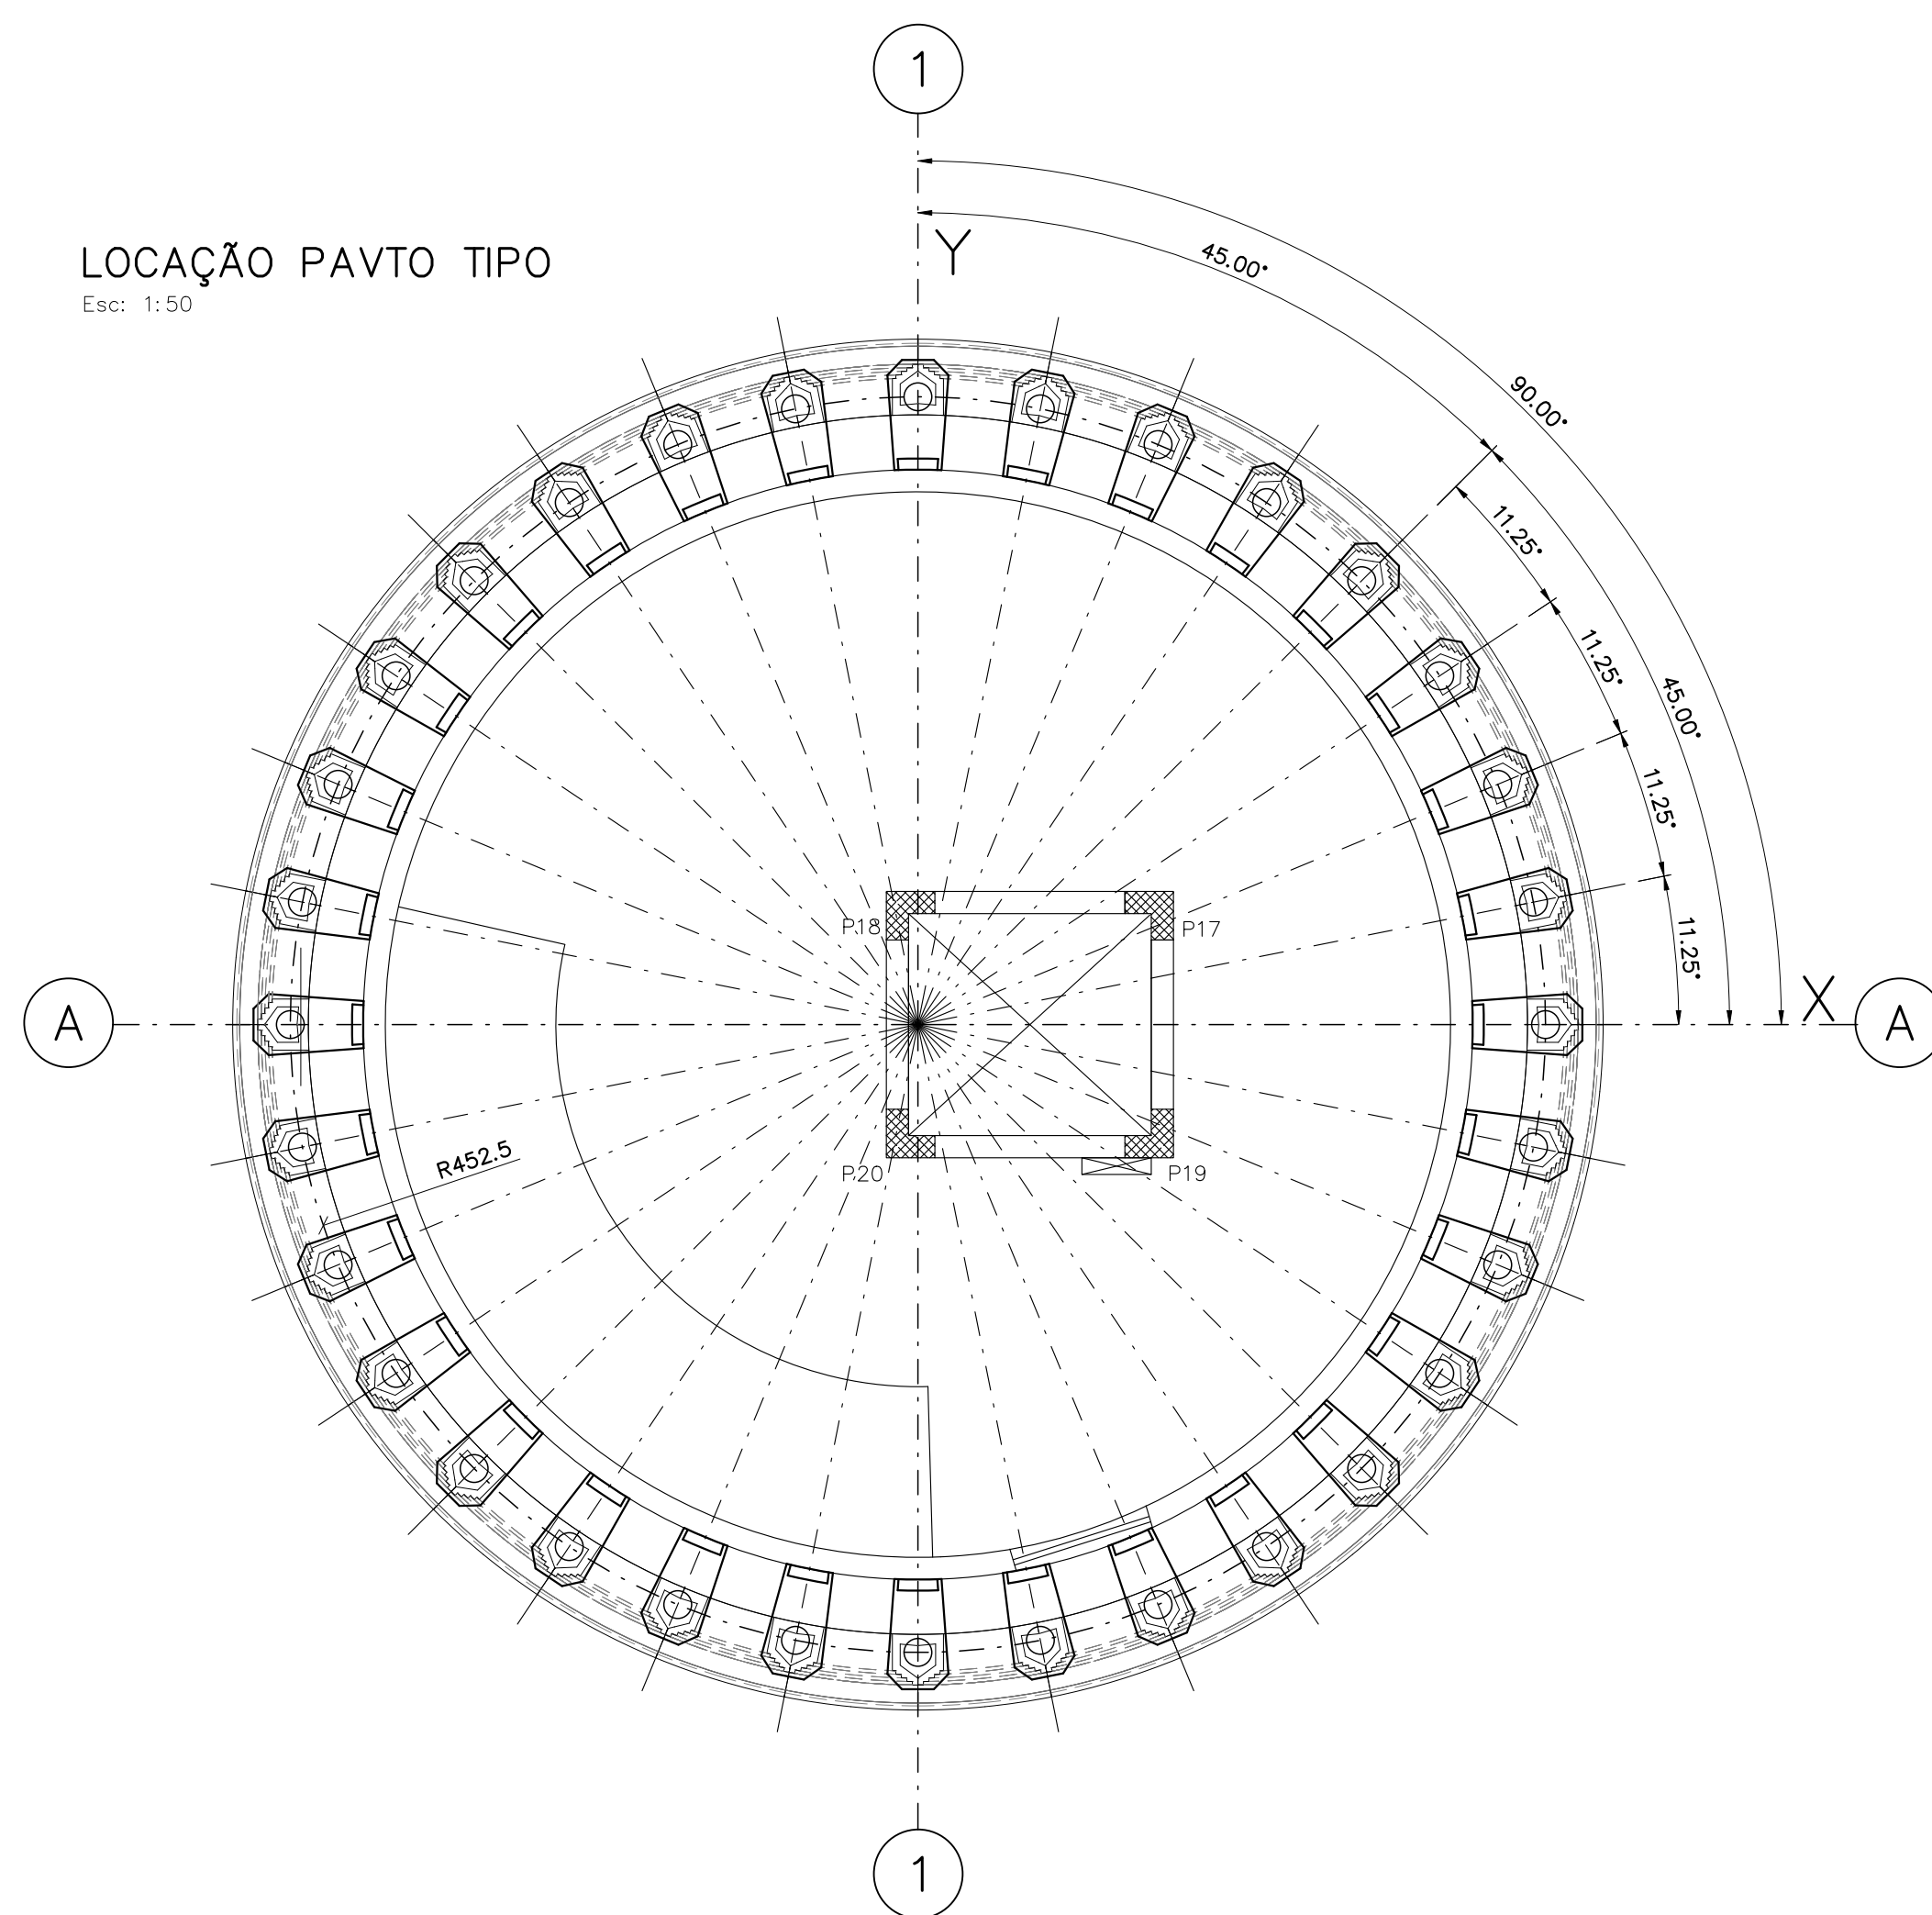 1
LOCAÇÃO PAVTO TIPO
Esc: 1:50
Y
45.00°
90.00°
11.25°
11.25°
45.00°
11.25°
11.25°
P18
P17
X
A
A
R452.5
P20
P19
1